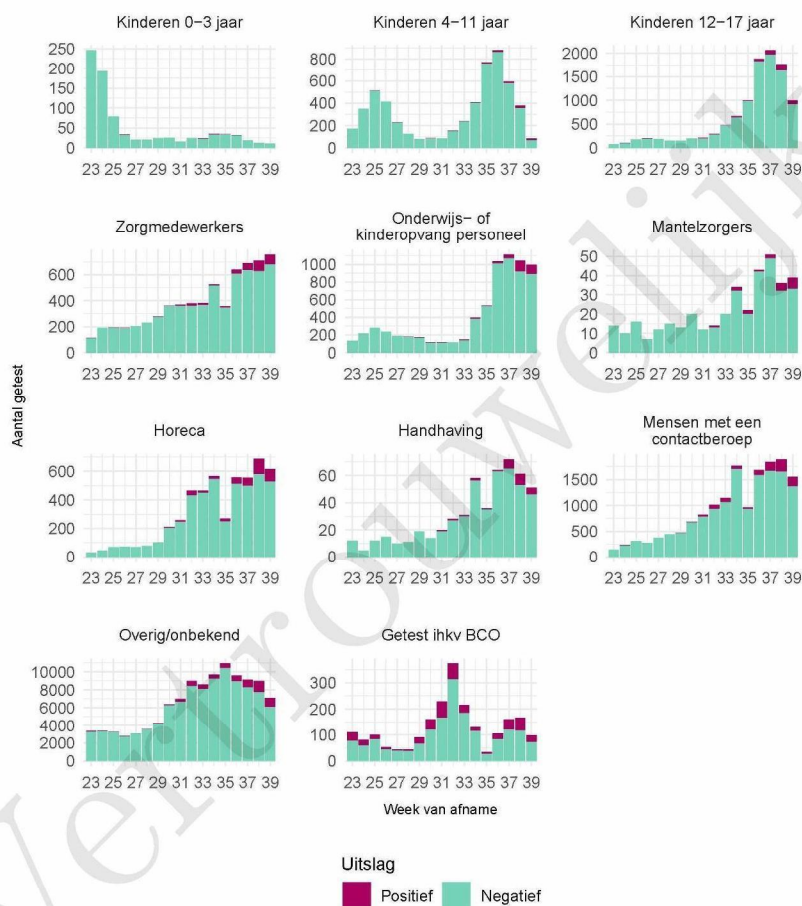 Kinderen 0−3 jaar
250
200
150
100
50
0
23 25 27 29 31 33 35 37 39
Kinderen 4−11 jaar
800
600
400
200
0
23 25 27 29 31 33 35 37 39
Kinderen 12−17 jaar
2000
1500
1000
500
0
23 25 27 29 31 33 35 37 39
Zorgmedewerkers
600
400
200
0
23 25 27 29 31 33 35 37 39
Onderwijs− of
kinderopvang personeel
1000
800
600
400
200
0
23 25 27 29 31 33 35 37 39
Mantelzorgers
50
40
30
20
10
0
23 25 27 29 31 33 35 37 39
Aantal getest
Horeca
600
400
200
0
23 25 27 29 31 33 35 37 39
Handhaving
60
40
20
0
23 25 27 29 31 33 35 37 39
Mensen met een
contactberoep
1500
1000
500
0
23 25 27 29 31 33 35 37 39
Overig/onbekend
10000
8000
6000
4000
2000
0
23 25 27 29 31 33 35 37 39
Getest ihkv BCO
300
200
100
0
23 25 27 29 31 33 35 37 39
Week van afname
Uitslag
Positief Negatief
Vertrouwelijk